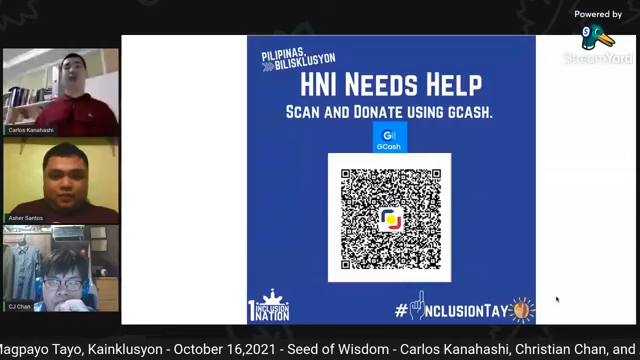 Powered by
StreamYard
PILIPINAS,
BILISKLUSYON
HNI NEEDS HELP
SCAN AND DONATE USING GCASH.
G
GCash
Carlos Kanahashi
Asher Santos
CJ Chan
1 INCLUSION
NATION
#INCLUSIONTAYO
Magpayo Tayo, Kainklusyon - October 16,2021 - Seed of Wisdom - Carlos Kanahashi, Christian Chan, and